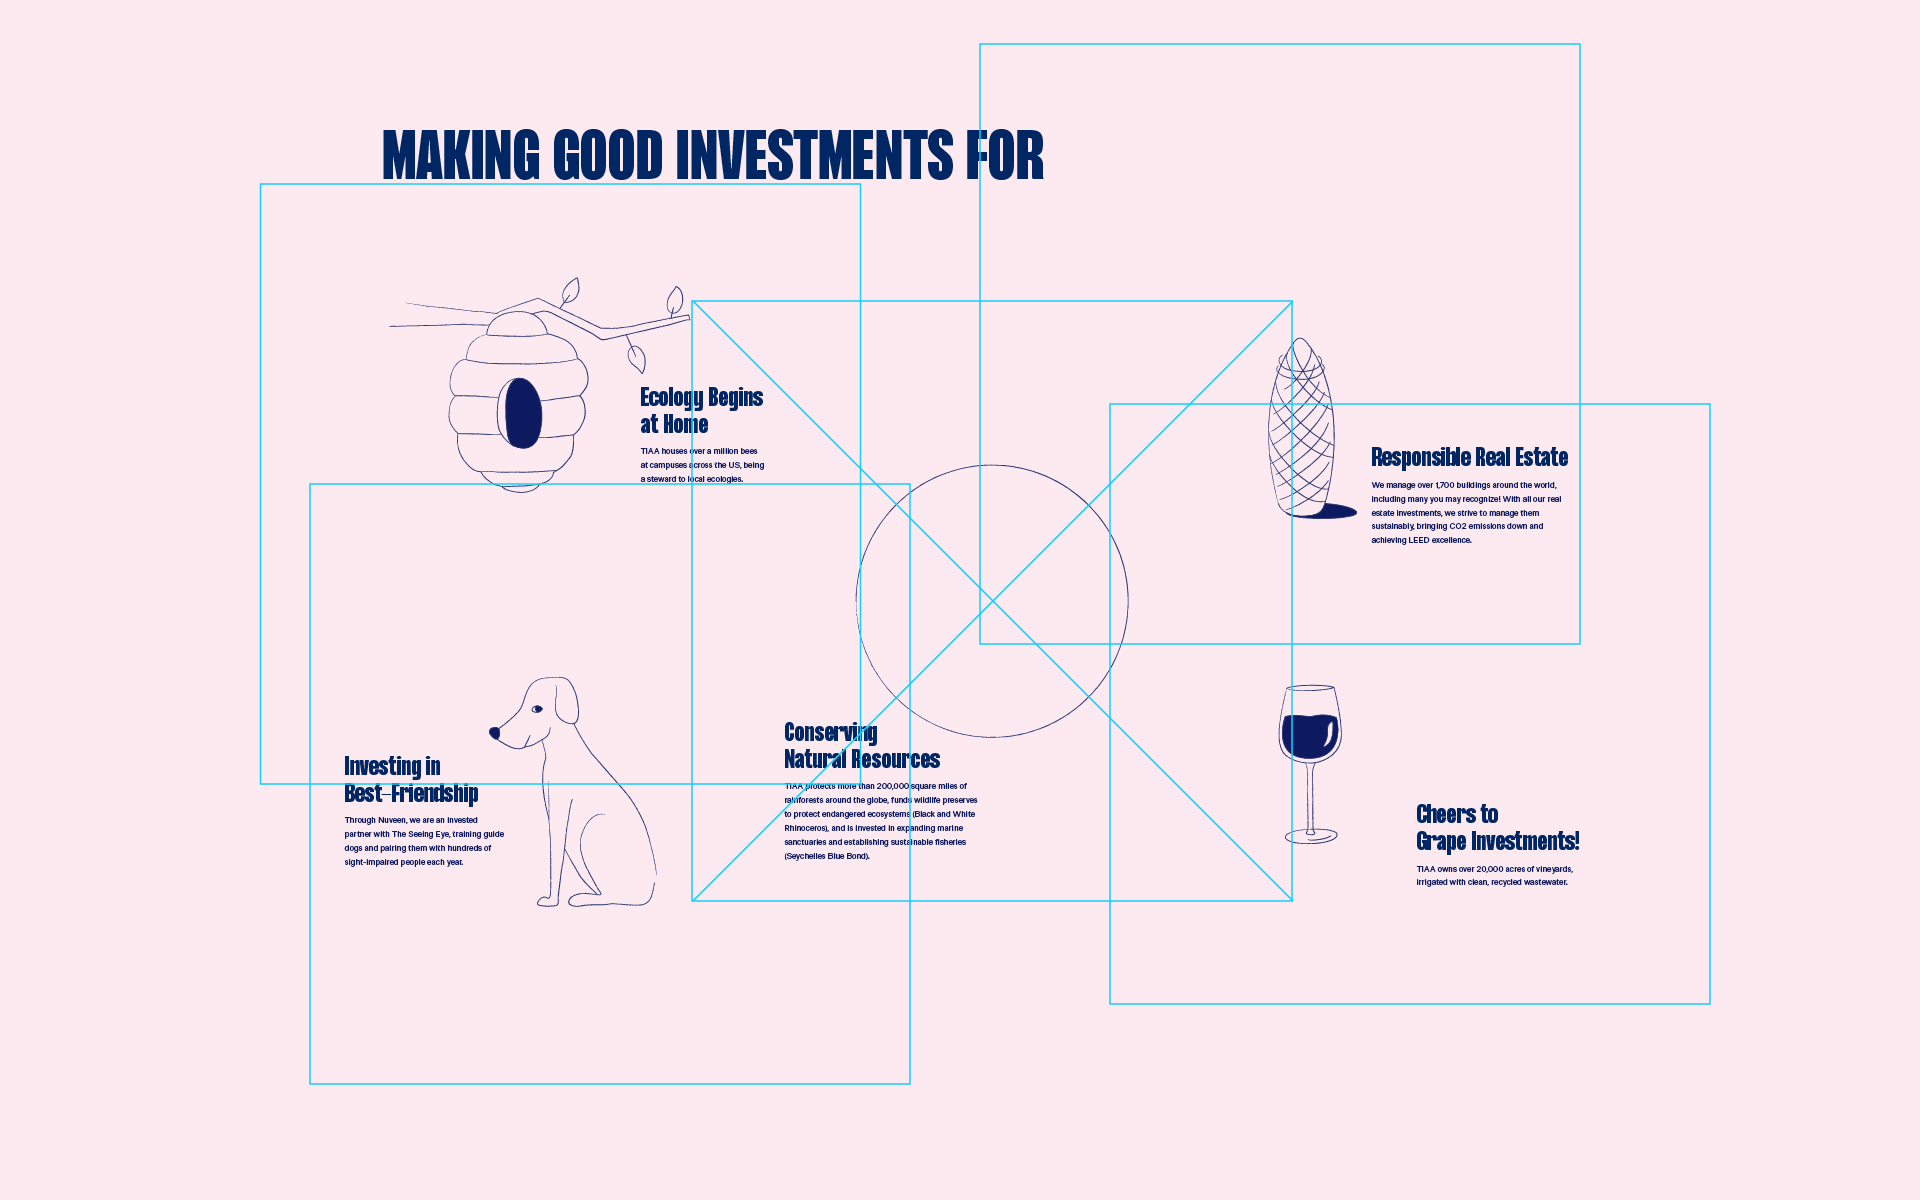 MAKING GOOD INVESTMENTS FOR
Ecology Begins
at Home
TIAA houses over a million bees
at campuses across the US, being
a steward to local ecologies.
Responsible Real Estate
We manage over 1,700 buildings around the world,
including many you may recognize! With all our real
estate investments, we strive to manage them
sustainably, bringing CO2 emissions down and
achieving LEED excellence.
Investing in
Best-Friendship
Through Nuveen, we are an invested
partner with The Seeing Eye, training guide
dogs and pairing them with hundreds of
sight-impaired people each year.
Conserving
Natural Resources
TIAA protects more than 200,000 square miles of
rainforests around the globe, funds wildlife preserves
to protect endangered ecosystems (Black and White
Rhinoceros), and is invested in expanding marine
sanctuaries and establishing sustainable fisheries
(Seychelles Blue Bond).
Cheers to
Grape Investments!
TIAA owns over 20,000 acres of vineyards,
irrigated with clean, recycled wastewater.